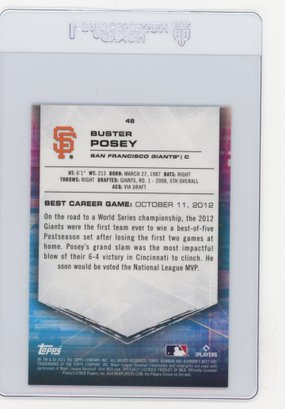 48
BUSTER
POSEY
SAN FRANCISCO GIANTS® | C
HT: 6'1" WT: 213 BORN: MARCH 27, 1987 BATS: RIGHT
THROWS: RIGHT DRAFTED: GIANTS, RD. 1 - 2008, 5TH OVERALL
ACQ: VIA DRAFT
BEST CAREER GAME: OCTOBER 11, 2012
On the road to a World Series championship, the 2012
Giants were the first team ever to win a best-of-five
Postseason set after losing the first two games at
home. Posey's grand slam was the most impactful
blow of their 6-4 victory in Cincinnati to clinch. He
soon would be voted the National League MVP.
Topps
PLAYERS